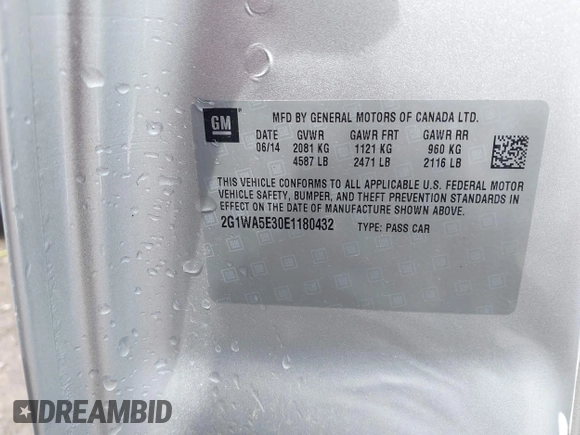 GM
MFD BY GENERAL MOTORS OF CANADA LTD.
DATE GVWR GAWR FRT GAWR RR
06/14 2081 KG 1121 KG 960 KG
4587 LB 2471 LB 2116 LB
THIS VEHICLE CONFORMS TO ALL APPLICABLE U.S. FEDERAL MOTOR
VEHICLE SAFETY, BUMPER, AND THEFT PREVENTION STANDARDS IN
EFFECT ON THE DATE OF MANUFACTURE SHOWN ABOVE.
2G1WA5E30E1180432 TYPE: PASS CAR
DREAMBID